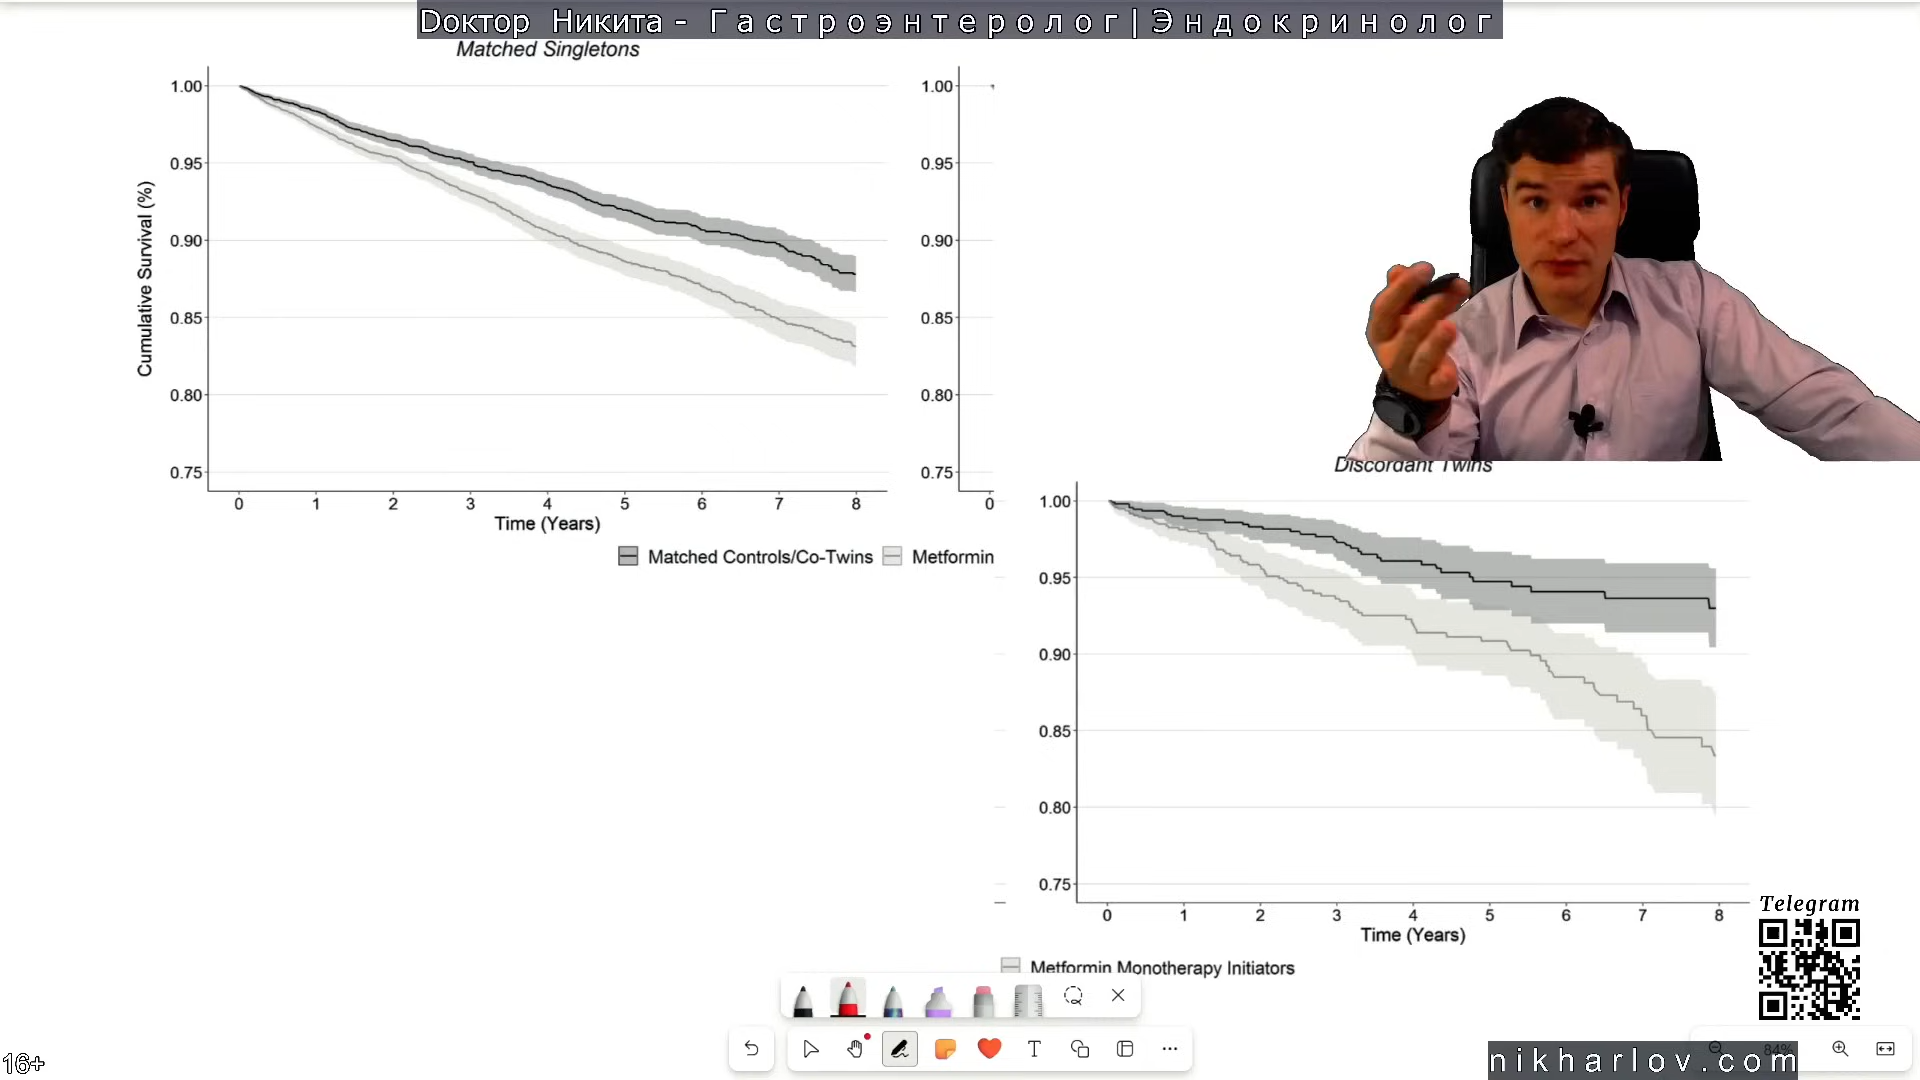 Dоктор Никита - Гастроэнтеролог|Эндокринолог
Matched Singletons
1.00
0.95
0.90
0.85
0.80
0.75
Cumulative Survival (%)
0 1 2 3 4 5 6 7 8
Time (Years)
1.00
0.95
0.90
0.85
0.80
0.75
0
Matched Controls/Co-Twins Metformin
Discordant Twins
1.00
0.95
0.90
0.85
0.80
0.75
0 1 2 3 4 5 6 7 8
Time (Years)
Metformin Monotherapy Initiators
Telegram
T
84%
16+
nikharlov.com